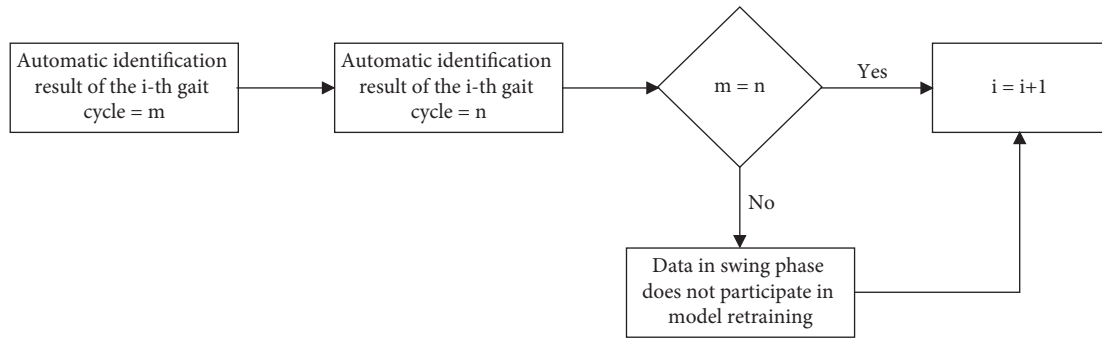 Automatic identification
result of the i-th gait
cycle = m
Automatic identification
result of the i-th gait
cycle = n
m = n
Yes
i = i+1
No
Data in swing phase
does not participate in
model retraining